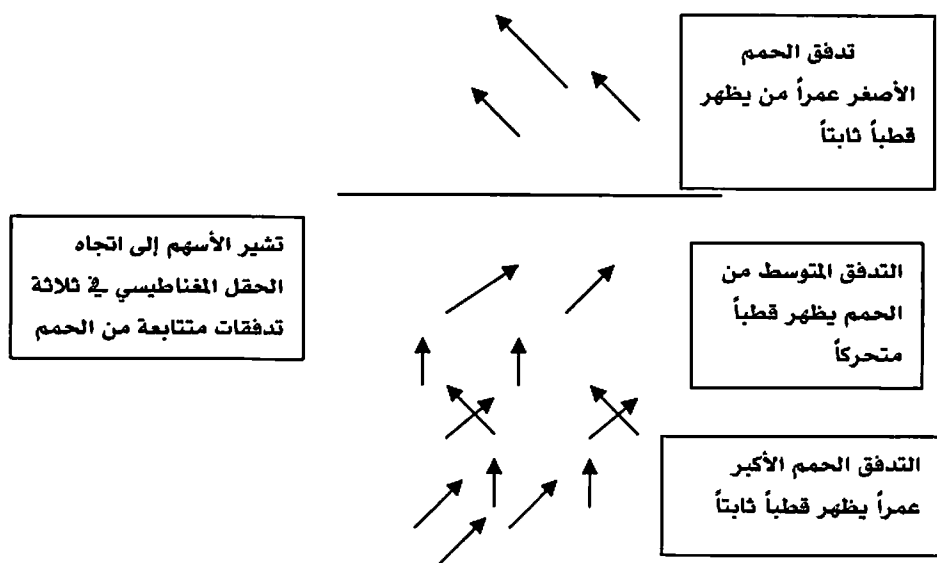 تدفق الحمم
الأصغر عمراً من يظهر
قطباً ثابتاً
تشير الأسهم إلى اتجاه
الحقل المغناطيسي في ثلاثة
تدفقات متتابعة من الحمم
التدفق المتوسط من
الحمم يظهر قطباً
متحركاً
التدفق الحمم الأكبر
عمراً يظهر قطباً ثابتاً